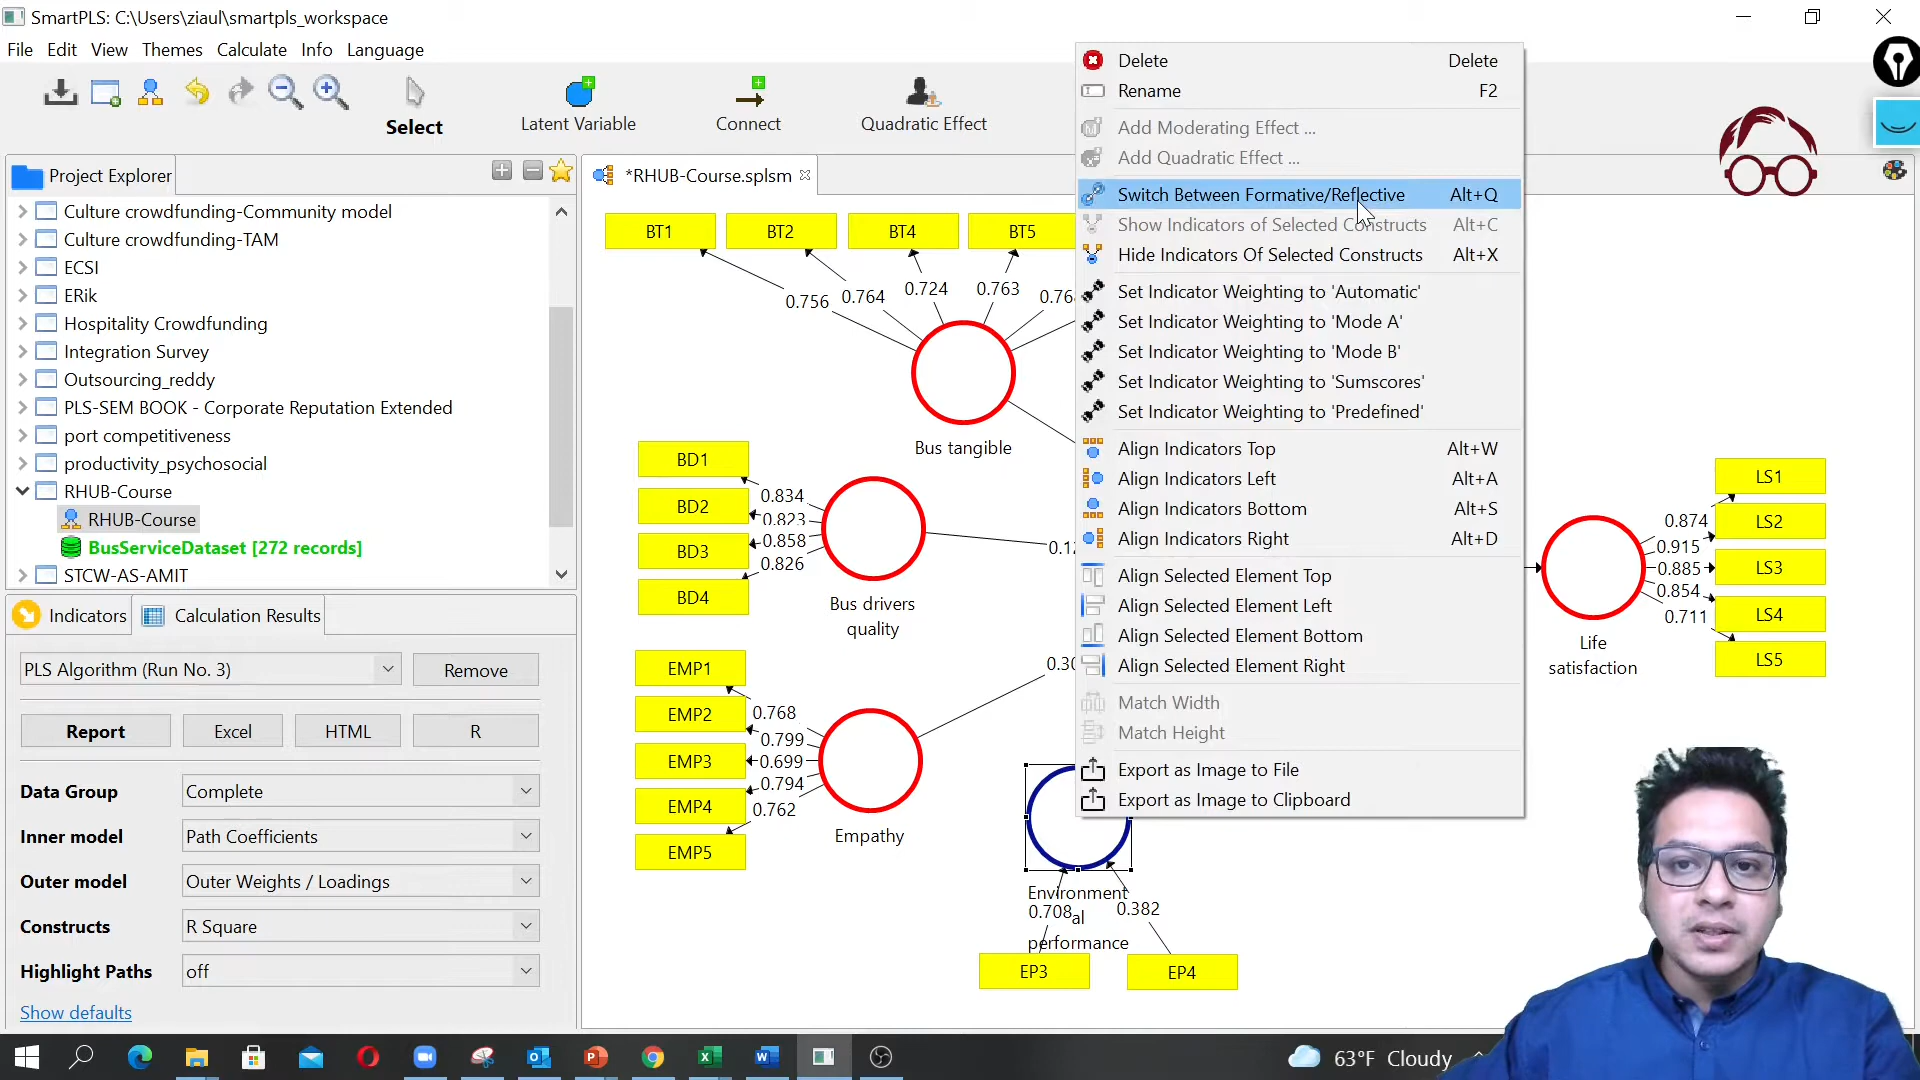 SmartPLS: C:\Users\ziaul\smartpls_workspace
File Edit View Themes Calculate Info Language
Select
Latent Variable
Connect
Quadratic Effect
Project Explorer
Culture crowdfunding-Community model
Culture crowdfunding-TAM
ECSI
ERik
Hospitality Crowdfunding
Integration Survey
Outsourcing_reddy
PLS-SEM BOOK - Corporate Reputation Extended
port competitiveness
productivity_psychosocial
RHUB-Course
RHUB-Course
BusServiceDataset [272 records]
STCW-AS-AMIT
Indicators
Calculation Results
PLS Algorithm (Run No. 3)
Remove
Report
Excel
HTML
R
Data Group
Complete
Inner model
Path Coefficients
Outer model
Outer Weights / Loadings
Constructs
R Square
Highlight Paths
off
Show defaults
*RHUB-Course.splsm
BT1
BT2
BT4
BT5
0.756
0.764
0.724
0.763
Bus tangible
BD1
BD2
BD3
BD4
0.834
0.823
0.858
0.826
Bus drivers
quality
EMP1
EMP2
EMP3
EMP4
EMP5
0.768
0.799
0.699
0.794
0.762
Empathy
Environment
al
performance
0.708
0.382
EP3
EP4
Delete Delete
Rename F2
Add Moderating Effect ...
Add Quadratic Effect ...
Switch Between Formative/Reflective Alt+Q
Show Indicators of Selected Constructs Alt+C
Hide Indicators Of Selected Constructs Alt+X
Set Indicator Weighting to 'Automatic'
Set Indicator Weighting to 'Mode A'
Set Indicator Weighting to 'Mode B'
Set Indicator Weighting to 'Sumscores'
Set Indicator Weighting to 'Predefined'
Align Indicators Top Alt+W
Align Indicators Left Alt+A
Align Indicators Bottom Alt+S
Align Indicators Right Alt+D
Align Selected Element Top
Align Selected Element Left
Align Selected Element Bottom
Align Selected Element Right
Match Width
Match Height
Export as Image to File
Export as Image to Clipboard
LS1
LS2
LS3
LS4
LS5
0.874
0.915
0.885
0.854
0.711
Life
satisfaction
63°F Cloudy